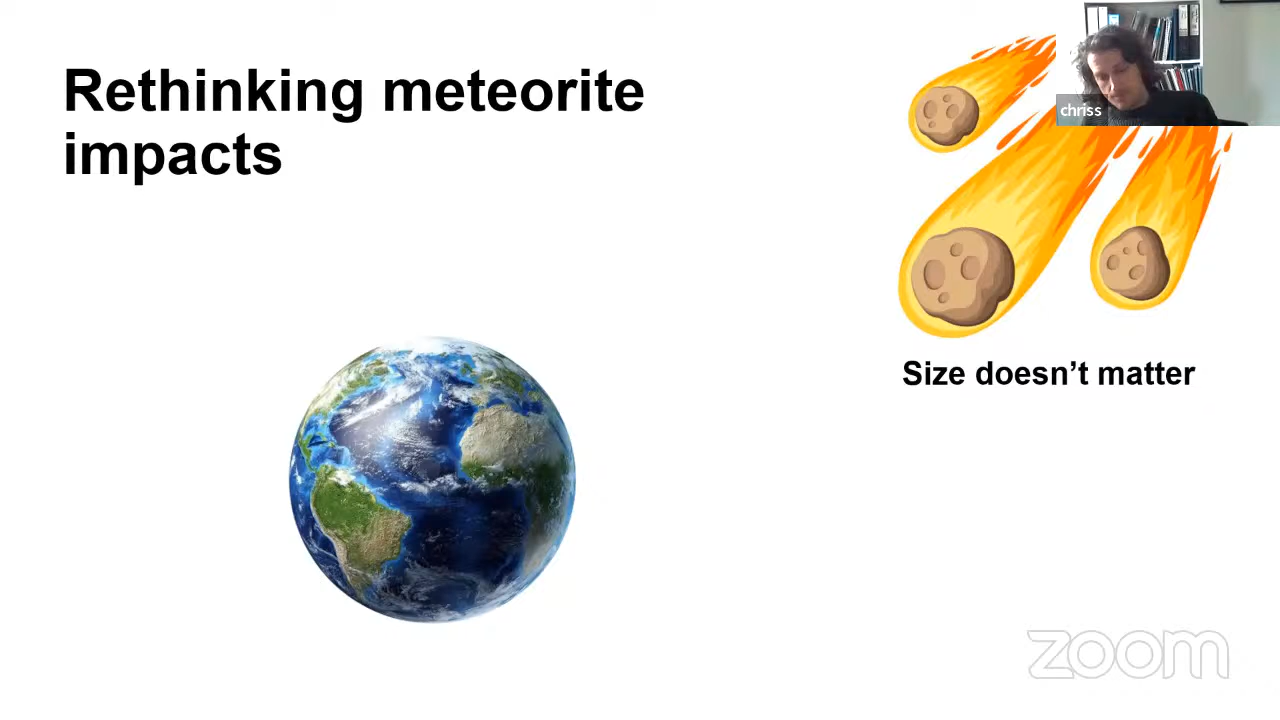 Rethinking meteorite
impacts
chriss
Size doesn’t matter
zoom